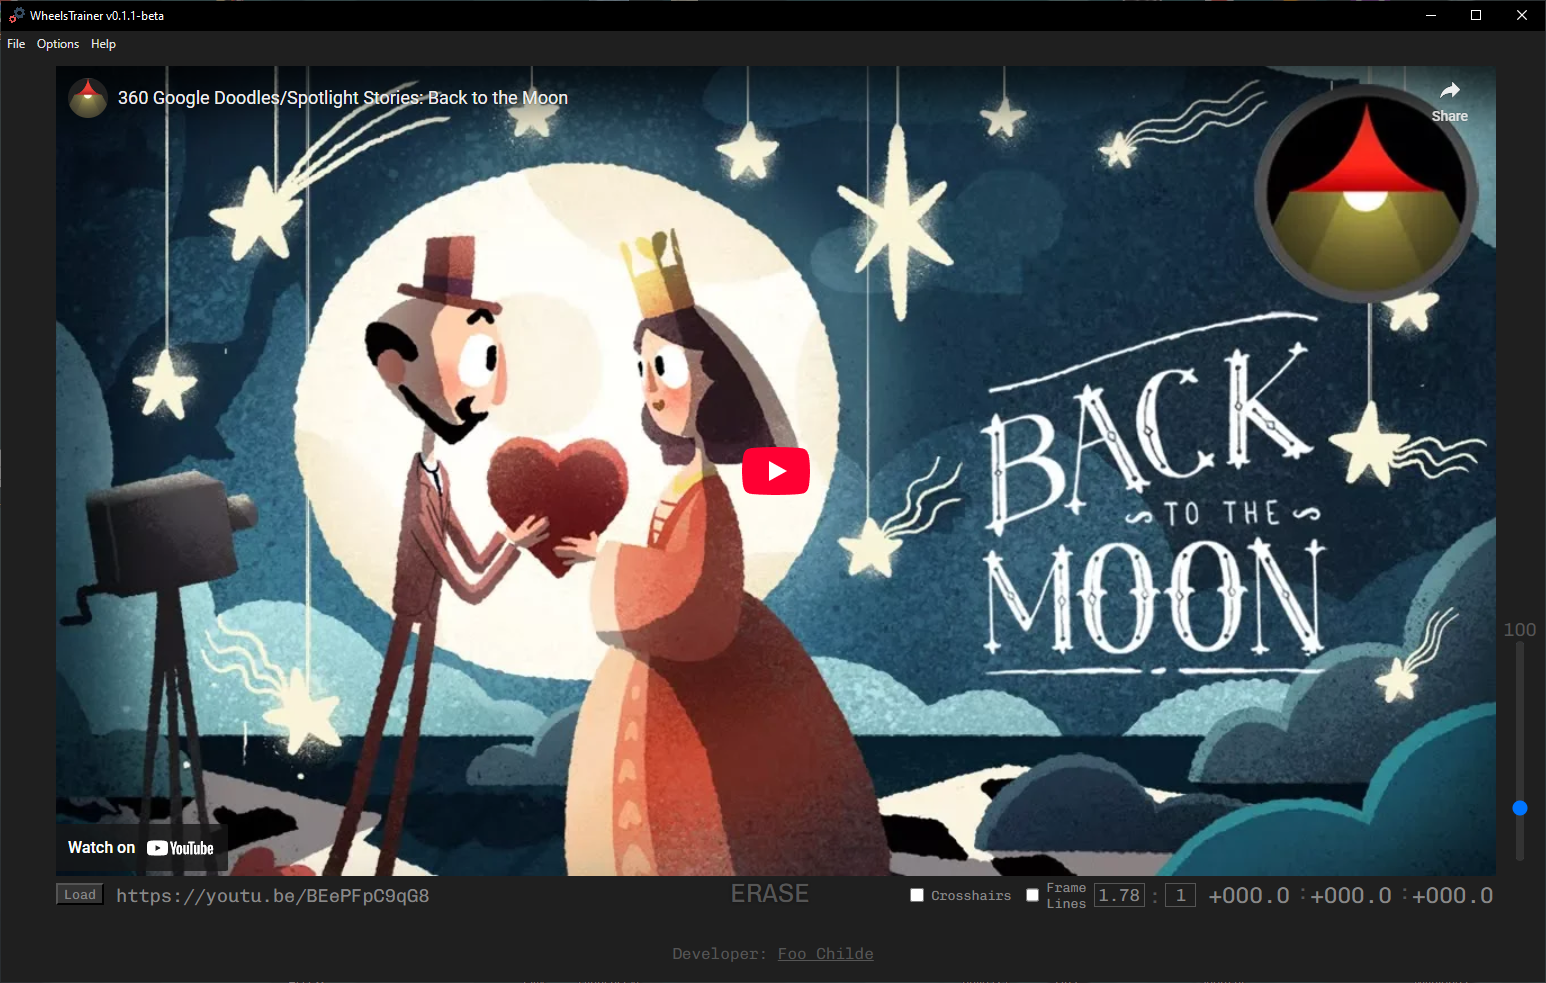 WheelsTrainer v0.1.1-beta
File Options Help
360 Google Doodles/Spotlight Stories: Back to the Moon
Share
BACK
TO THE
MOON
100
Watch on YouTube
Load https://youtu.be/BEePFpC9qG8 ERASE Crosshairs Frame Lines 1.78 : 1 +000.0 :+000.0 :+000.0
Developer: Foo Childe